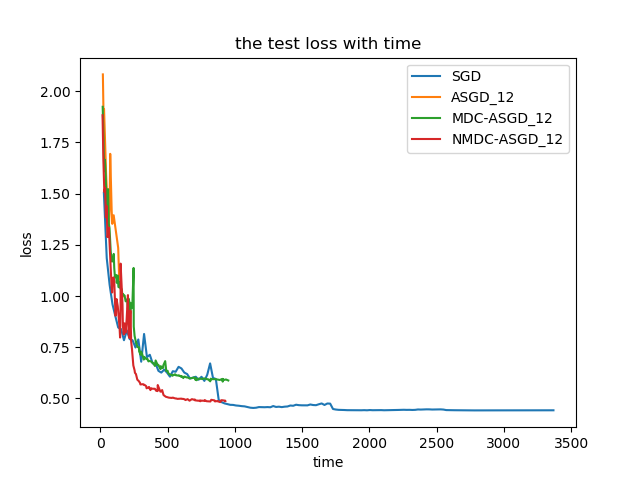 the test loss with time
2.00
1.75
1.50
1.25
1.00
0.75
0.50
loss
SGD
ASGD_12
MDC-ASGD_12
NMDC-ASGD_12
0 500 1000 1500 2000 2500 3000 3500
time